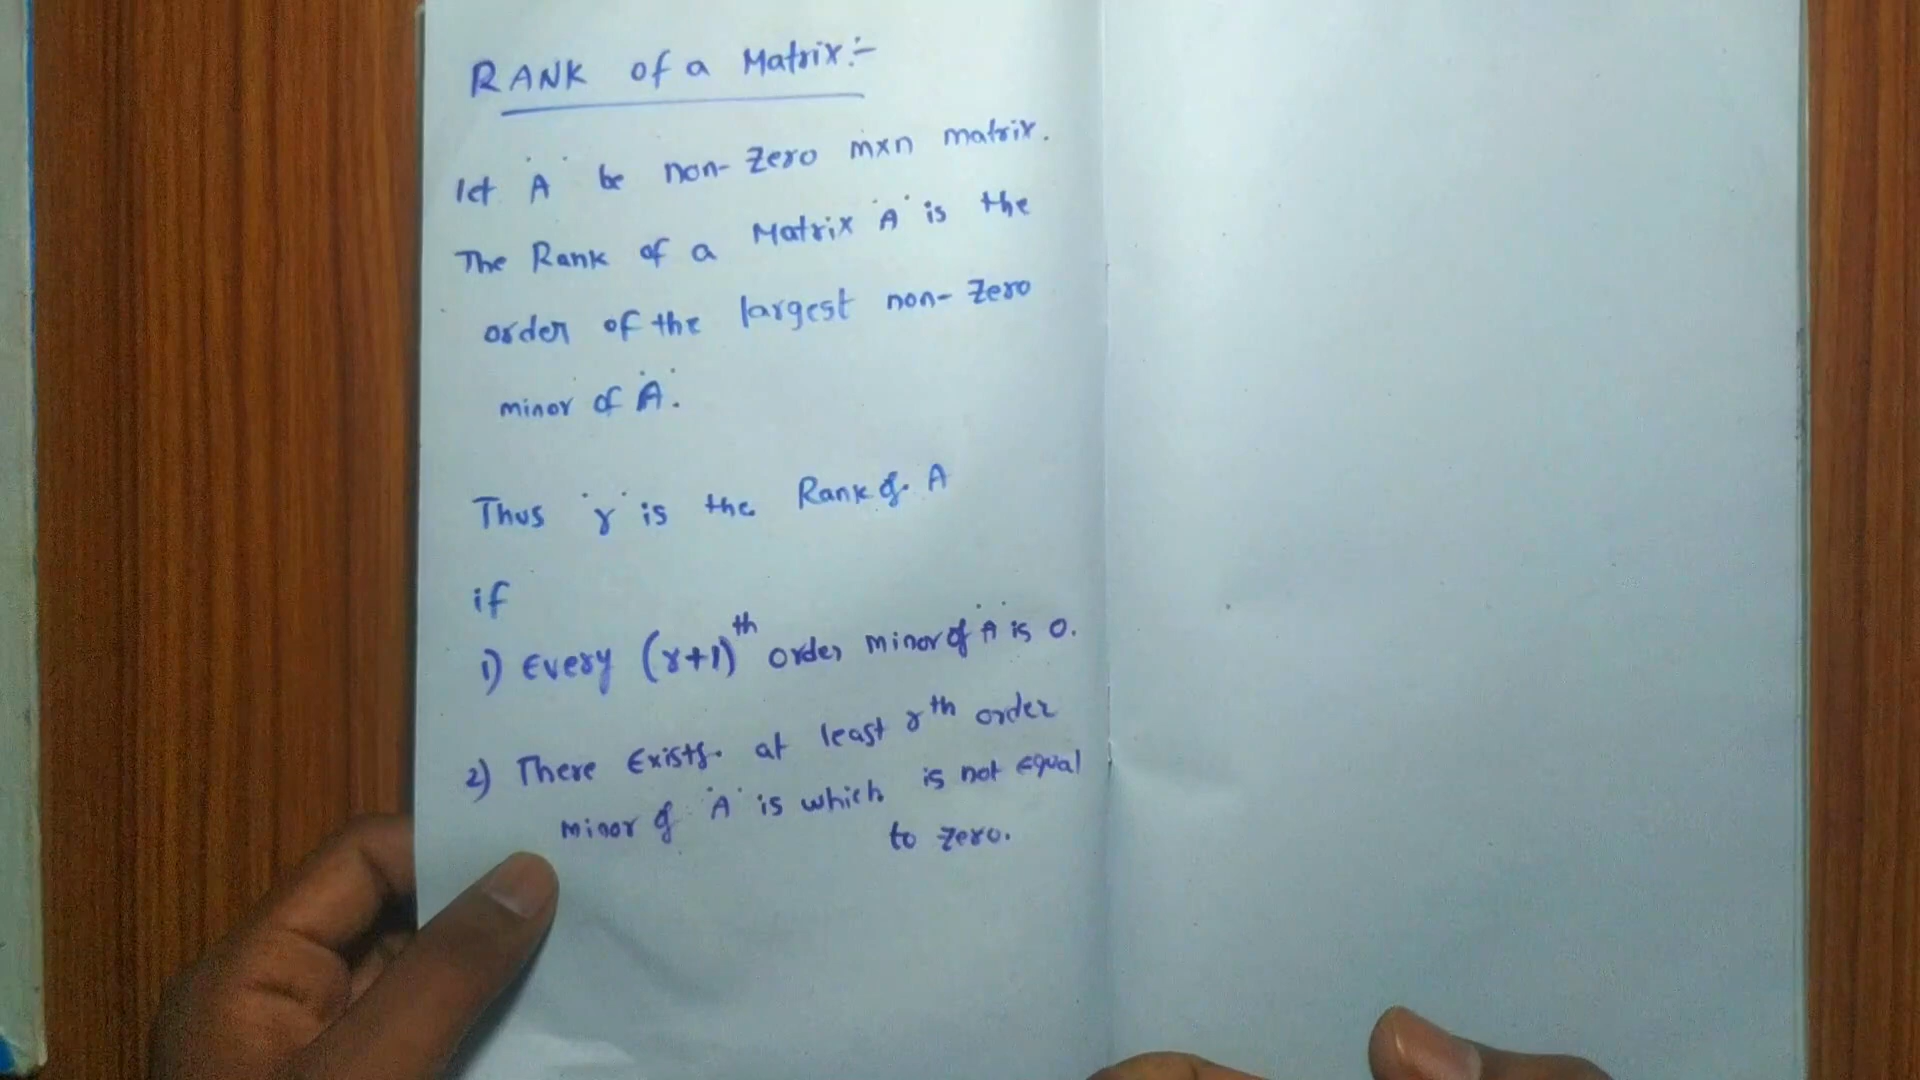 RANK of a Matrix:-
let 'A' be non-zero mxn matrix.
The Rank of a Matrix 'A' is the
order of the largest non-zero
minor of 'A'.
Thus 'r' is the Rank of A
if
1) Every (r+1)th order minor of 'A' is 0.
2) There Exists at least rth order
minor of 'A' is which is not Equal
to zero.